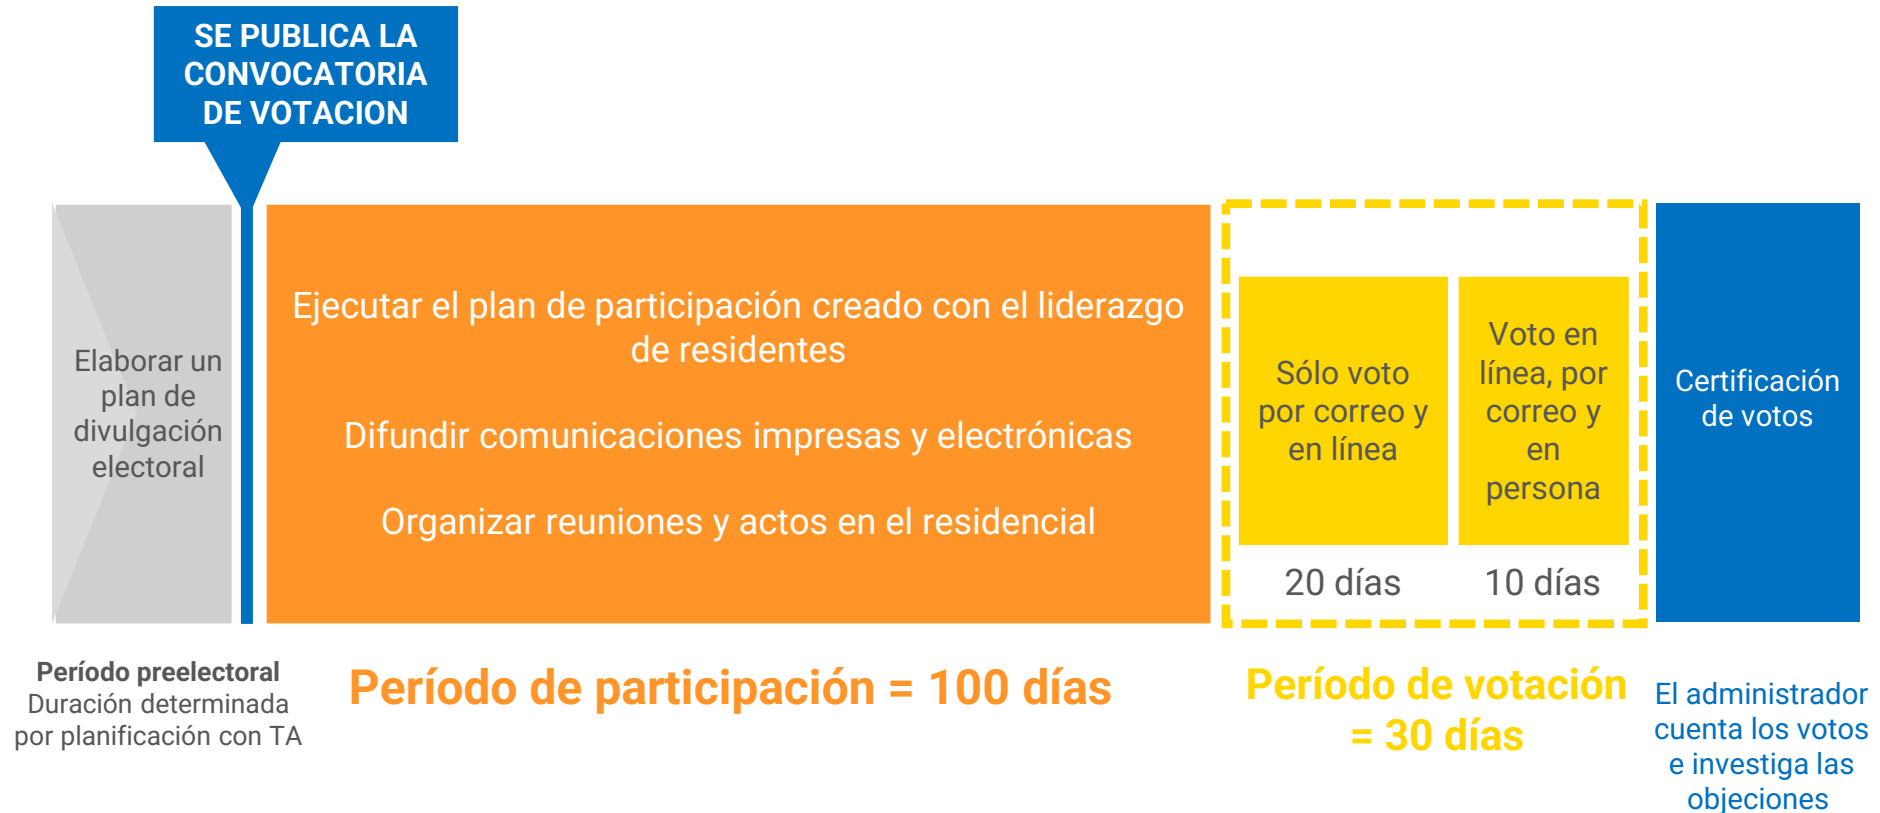 SE PUBLICA LA
CONVOCATORIA
DE VOTACION
Elaborar un
plan de
divulgación
electoral
Ejecutar el plan de participación creado con el liderazgo
de residentes
Difundir comunicaciones impresas y electrónicas
Organizar reuniones y actos en el residencial
Sólo voto
por correo y
en línea
Voto en
línea, por
correo y
en
persona
20 días
10 días
Certificación
de votos
Período preelectoral
Duración determinada
por planificación con TA
Período de participación = 100 días
Período de votación
= 30 días
El administrador
cuenta los votos
e investiga las
objeciones